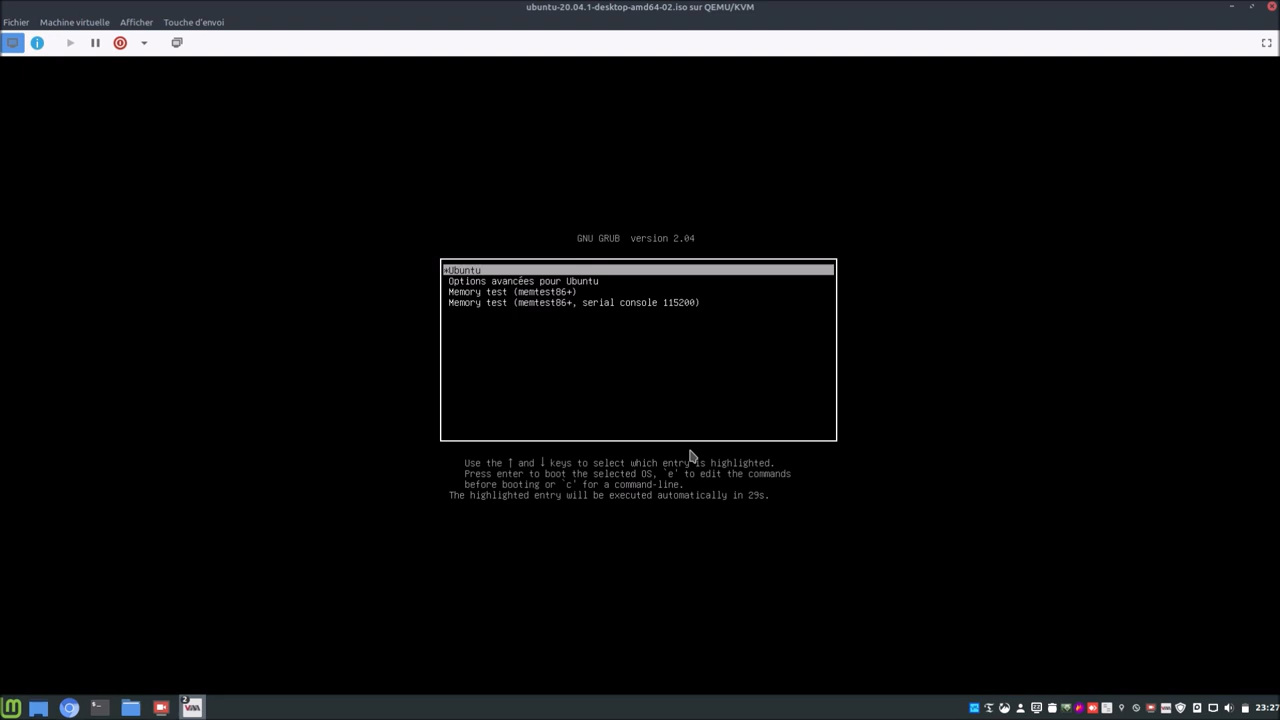 ubuntu-20.04.1-desktop-amd64-02.iso sur QEMU/KVM
Fichier Machine virtuelle Afficher Touche d'envoi
GNU GRUB version 2.04
*Ubuntu
Options avancées pour Ubuntu
Memory test (memtest86+)
Memory test (memtest86+, serial console 115200)
Use the ↑ and ↓ keys to select which entry is highlighted.
Press enter to boot the selected OS, `e' to edit the commands
before booting or `c' for a command-line.
The highlighted entry will be executed automatically in 29s.
2
23:27